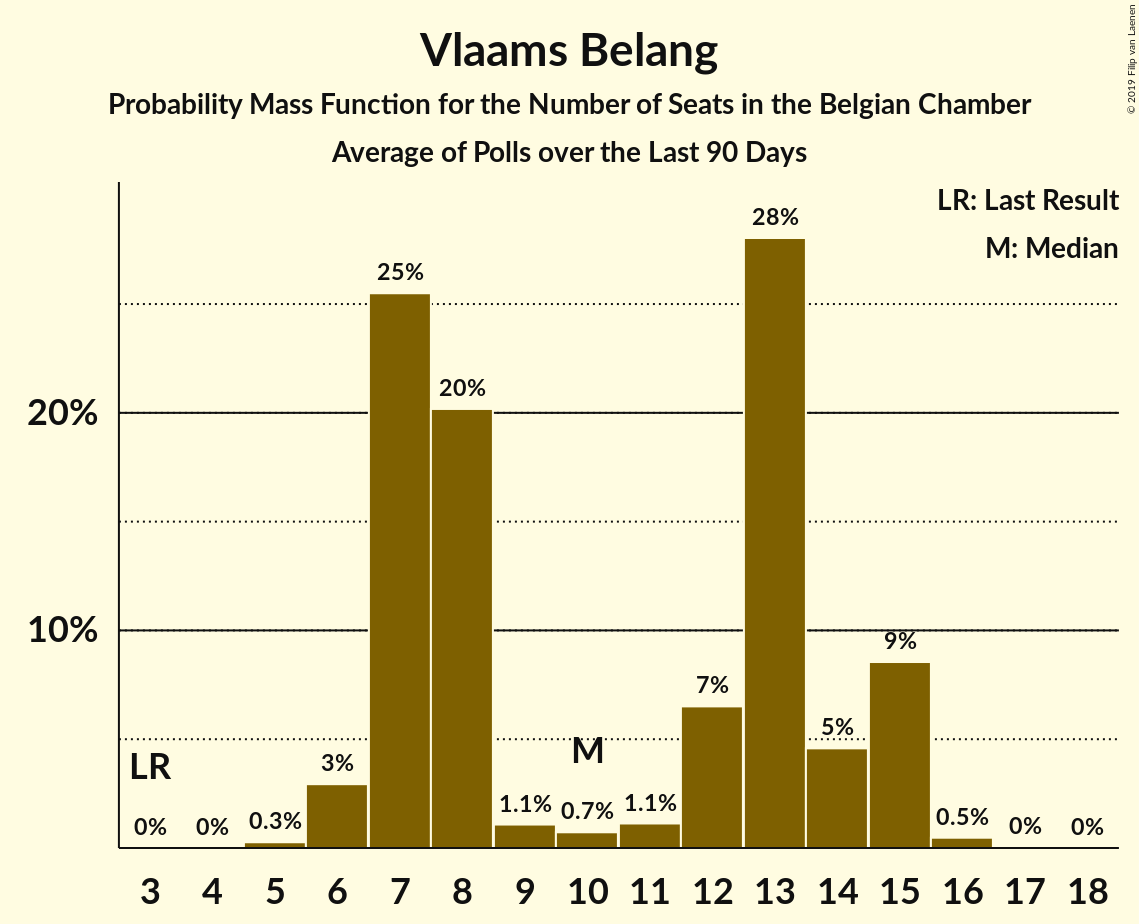 Vlaams Belang
Probability Mass Function for the Number of Seats in the Belgian Chamber
Average of Polls over the Last 90 Days
© 2019 Filip van Laenen
LR: Last Result
M: Median
28%
25%
20%
20%
10%
9%
7%
5%
3%
LR
M
0%
0%
0.3%
1.1%
0.7%
1.1%
0.5%
0%
0%
3 4 5 6 7 8 9 10 11 12 13 14 15 16 17 18